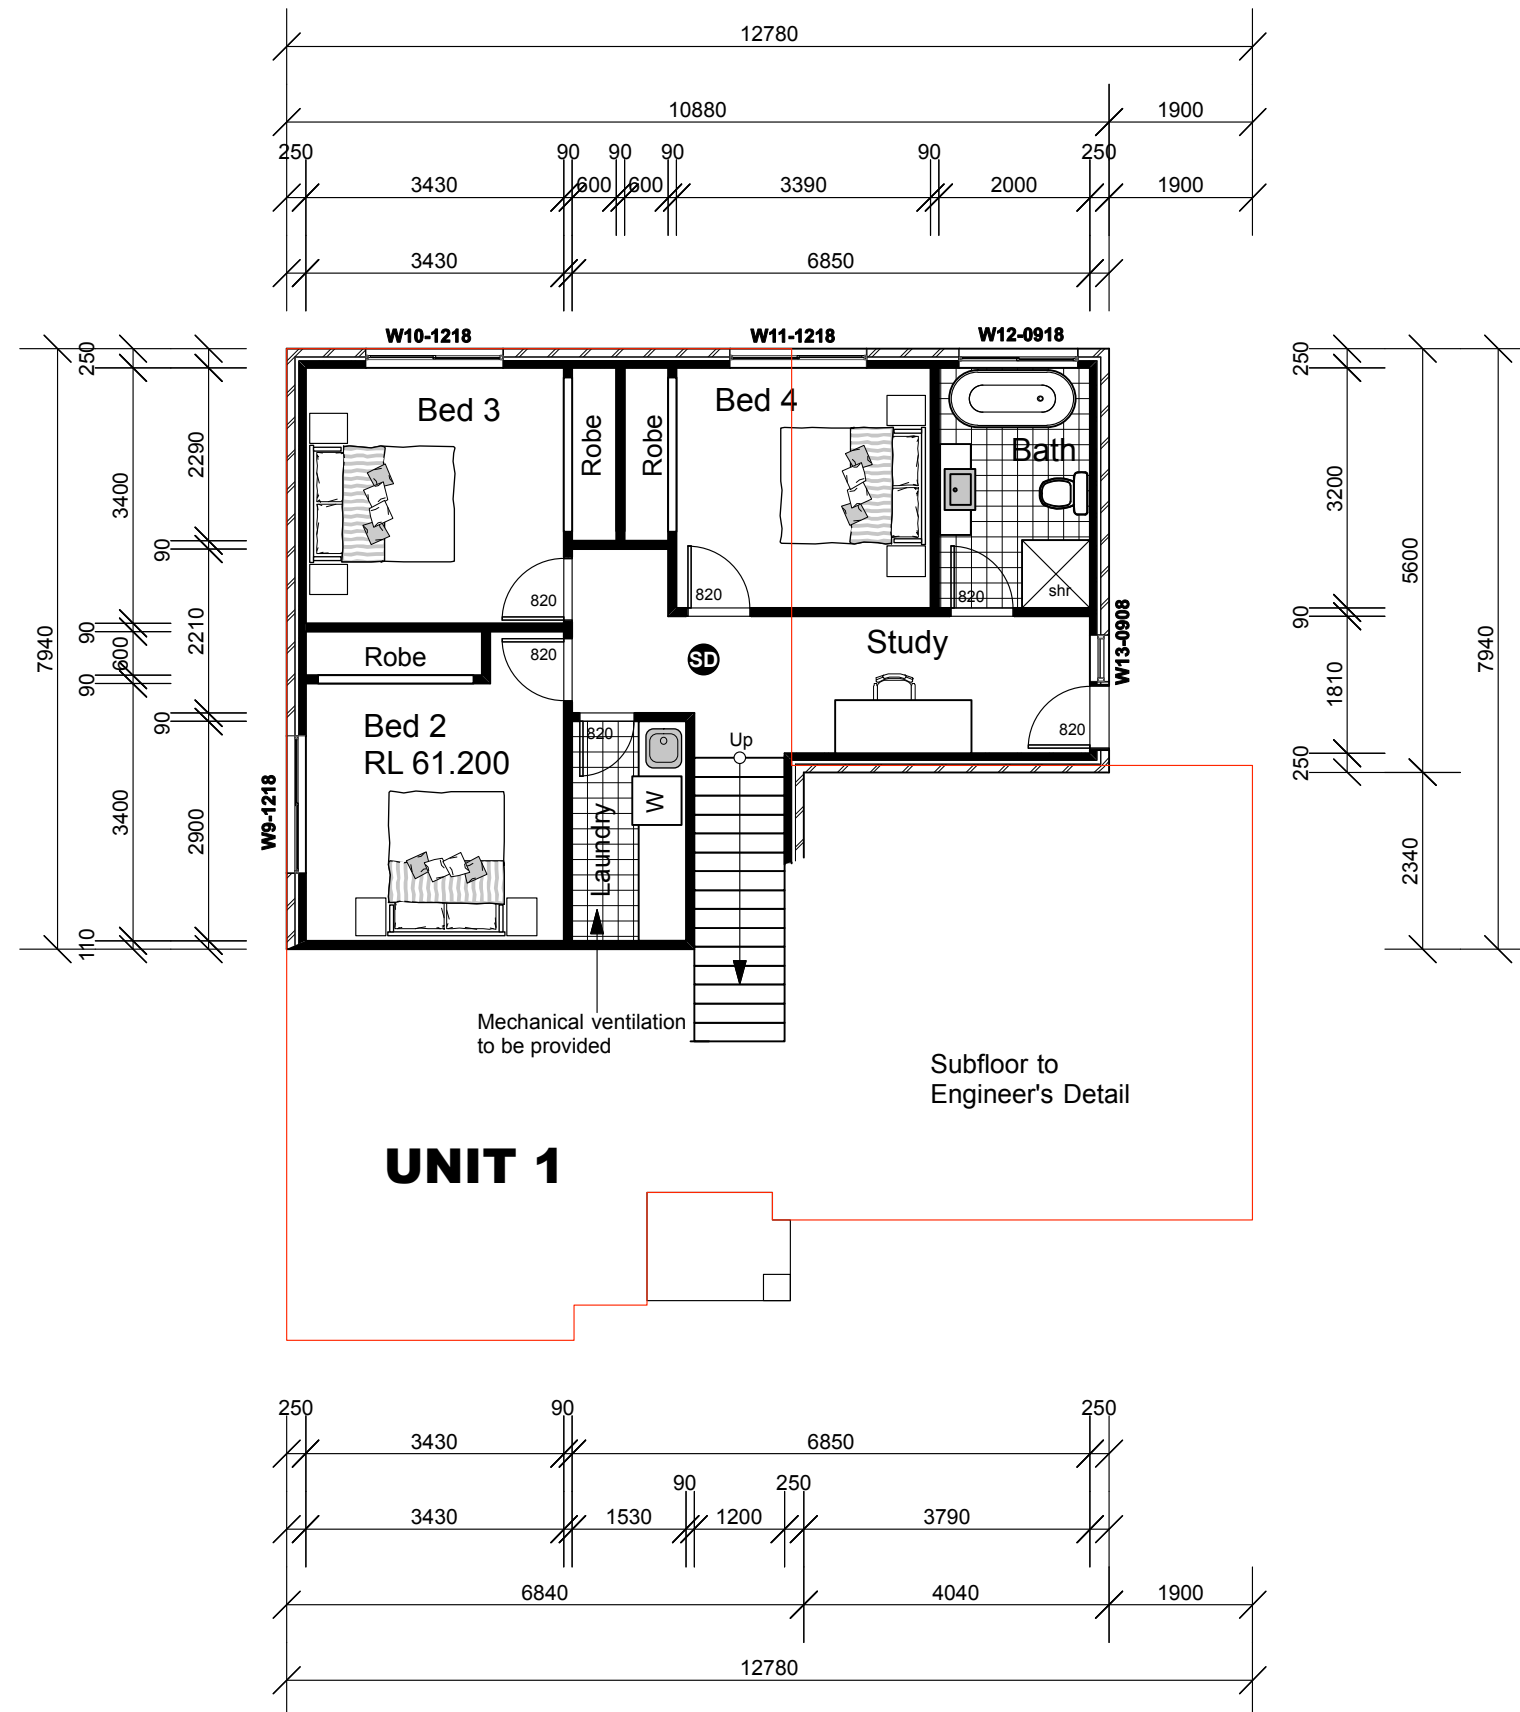 12780
10880
1900
250
90
90
90
90
250
3430
600
600
3390
2000
1900
3430
6850
W10-1218
W11-1218
W12-0918
250
250
Bed 3
Robe
Robe
Bed 4
Bath
2290
3400
3200
90
5600
820
820
820
shr
90
600
2210
90
7940
90
90
1810
7940
Robe
820
SD
Study
W13-0908
Bed 2
RL 61.200
820
Up
820
250
W9-1218
W
Laundry
3400
2900
2340
110
Mechanical ventilation
to be provided
Subfloor to
Engineer's Detail
UNIT 1
250
90
250
3430
6850
90
250
3430
1530
1200
3790
6840
4040
1900
12780